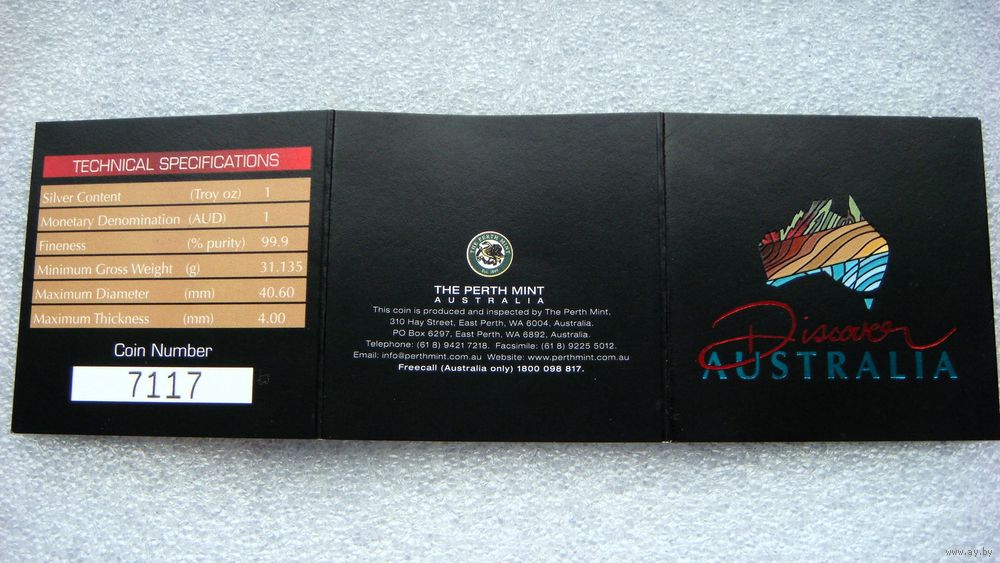 TECHNICAL SPECIFICATIONS
Silver Content (Troy oz) 1
Monetary Denomination (AUD) 1
Fineness (% purity) 99.9
Minimum Gross Weight (g) 31.135
Maximum Diameter (mm) 40.60
Maximum Thickness (mm) 4.00
Coin Number
7117
THE PERTH MINT
THE PERTH MINT
AUSTRALIA
This coin is produced and inspected by The Perth Mint,
310 Hay Street, East Perth, WA 6004, Australia.
PO Box 6297, East Perth, WA 6892, Australia.
Telephone: (61 8) 9421 7218. Facsimile: (61 8) 9225 5012.
Email: info@perthmint.com.au Website: www.perthmint.com.au
Freecall (Australia only) 1800 098 817.
Discover
AUSTRALIA
www.ay.by